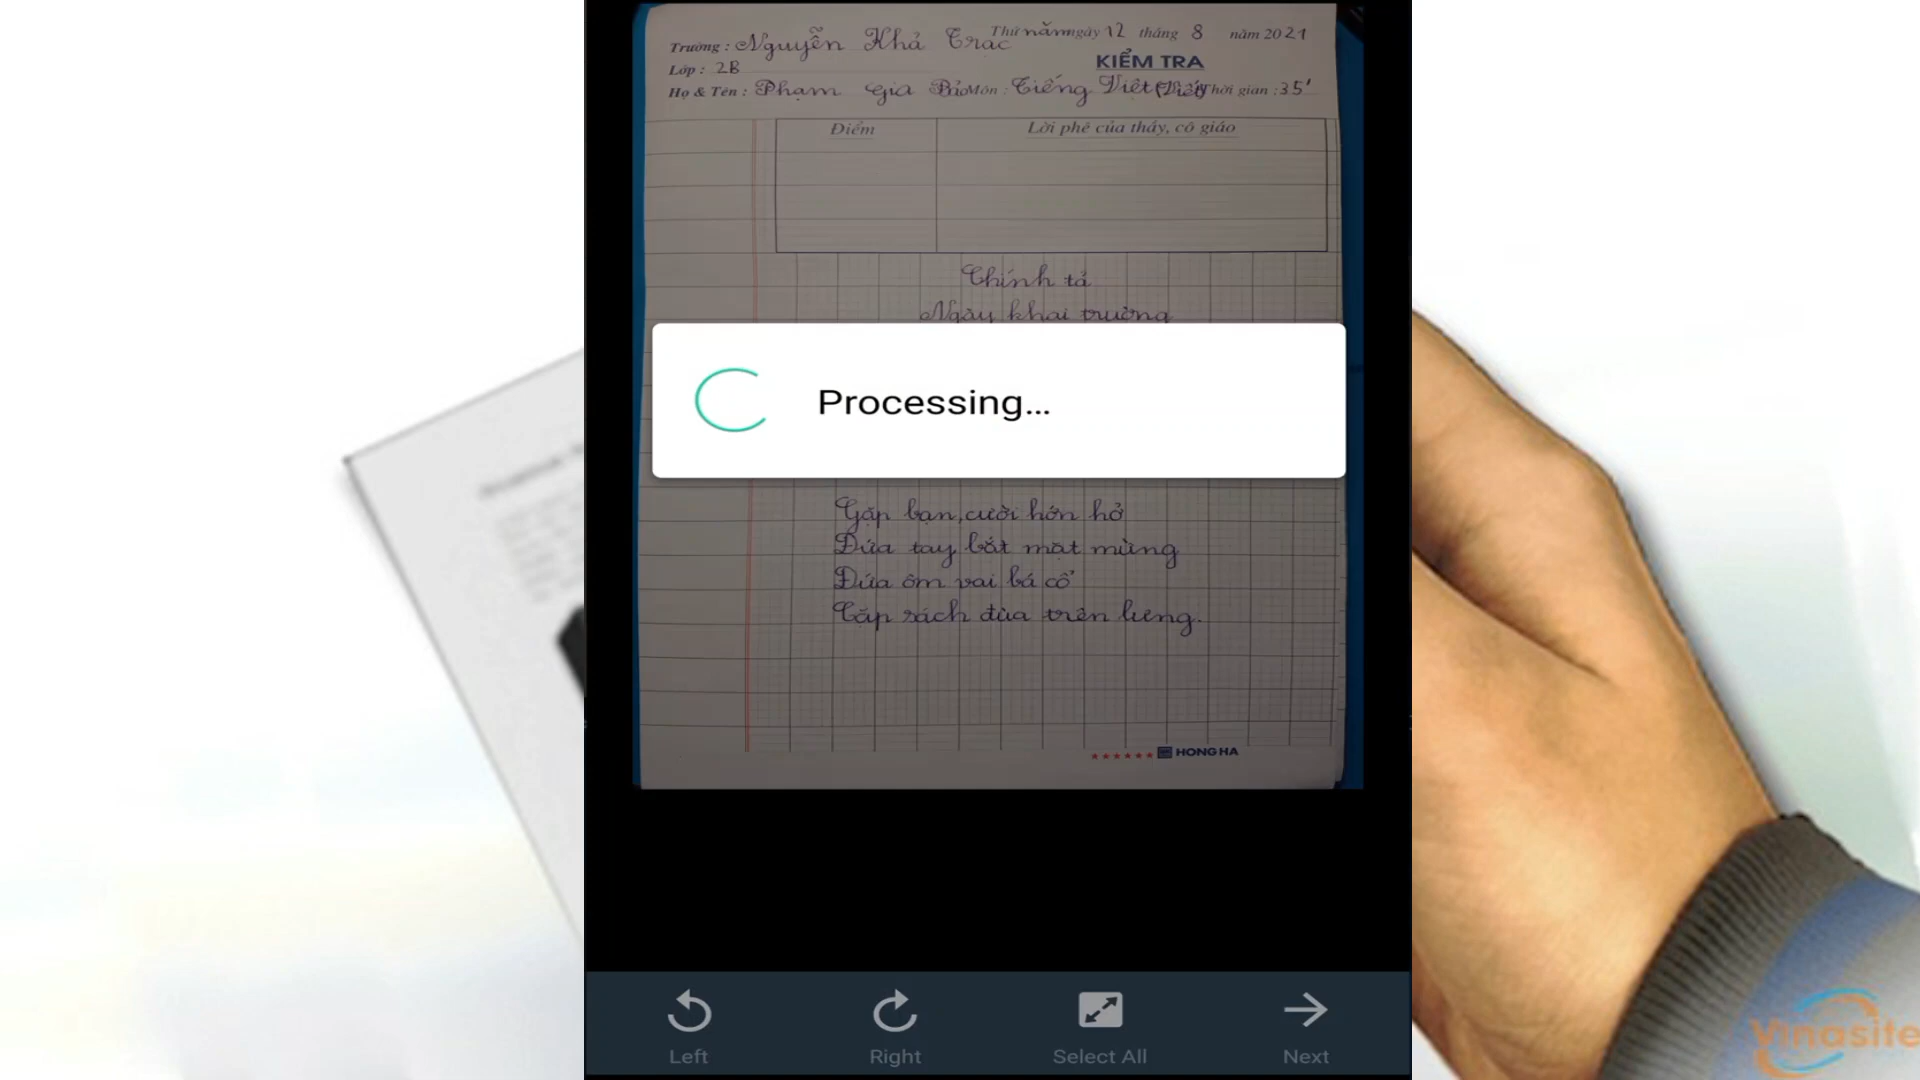 Trường : Nguyễn Khả Trạc
Thứ năm ngày 12 tháng 8 năm 2021
Lớp : 2B
KIỂM TRA
Họ & Tên : Phạm Gia Bảo
Môn : Tiếng Việt (Viết) Thời gian : 35'
Điểm
Lời phê của thầy, cô giáo
Chính tả
Ngày khai trường
Processing...
Gặp bạn, cười hớn hở
Đứa tay bắt mặt mừng
Đứa ôm vai bá cổ
Cặp sách đùa trên lưng.
HONG HA
Left
Right
Select All
Next
Vinasite